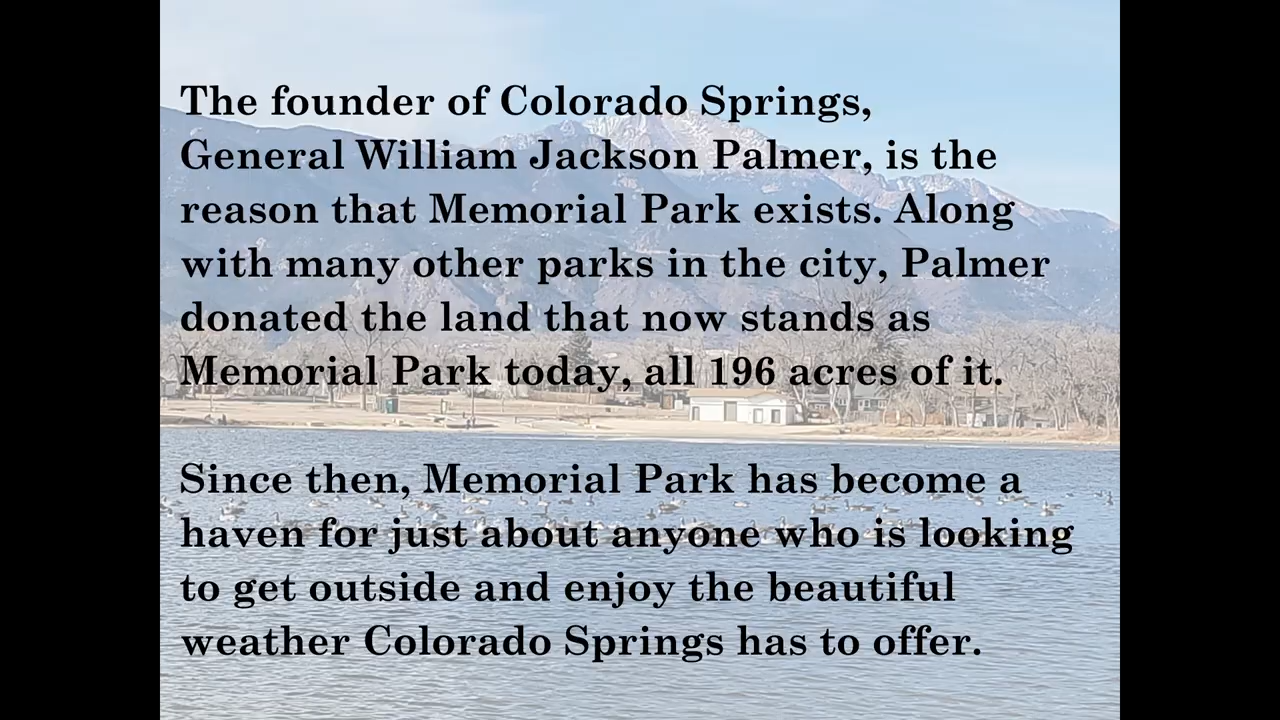 The founder of Colorado Springs,
General William Jackson Palmer, is the
reason that Memorial Park exists. Along
with many other parks in the city, Palmer
donated the land that now stands as
Memorial Park today, all 196 acres of it.
Since then, Memorial Park has become a
haven for just about anyone who is looking
to get outside and enjoy the beautiful
weather Colorado Springs has to offer.